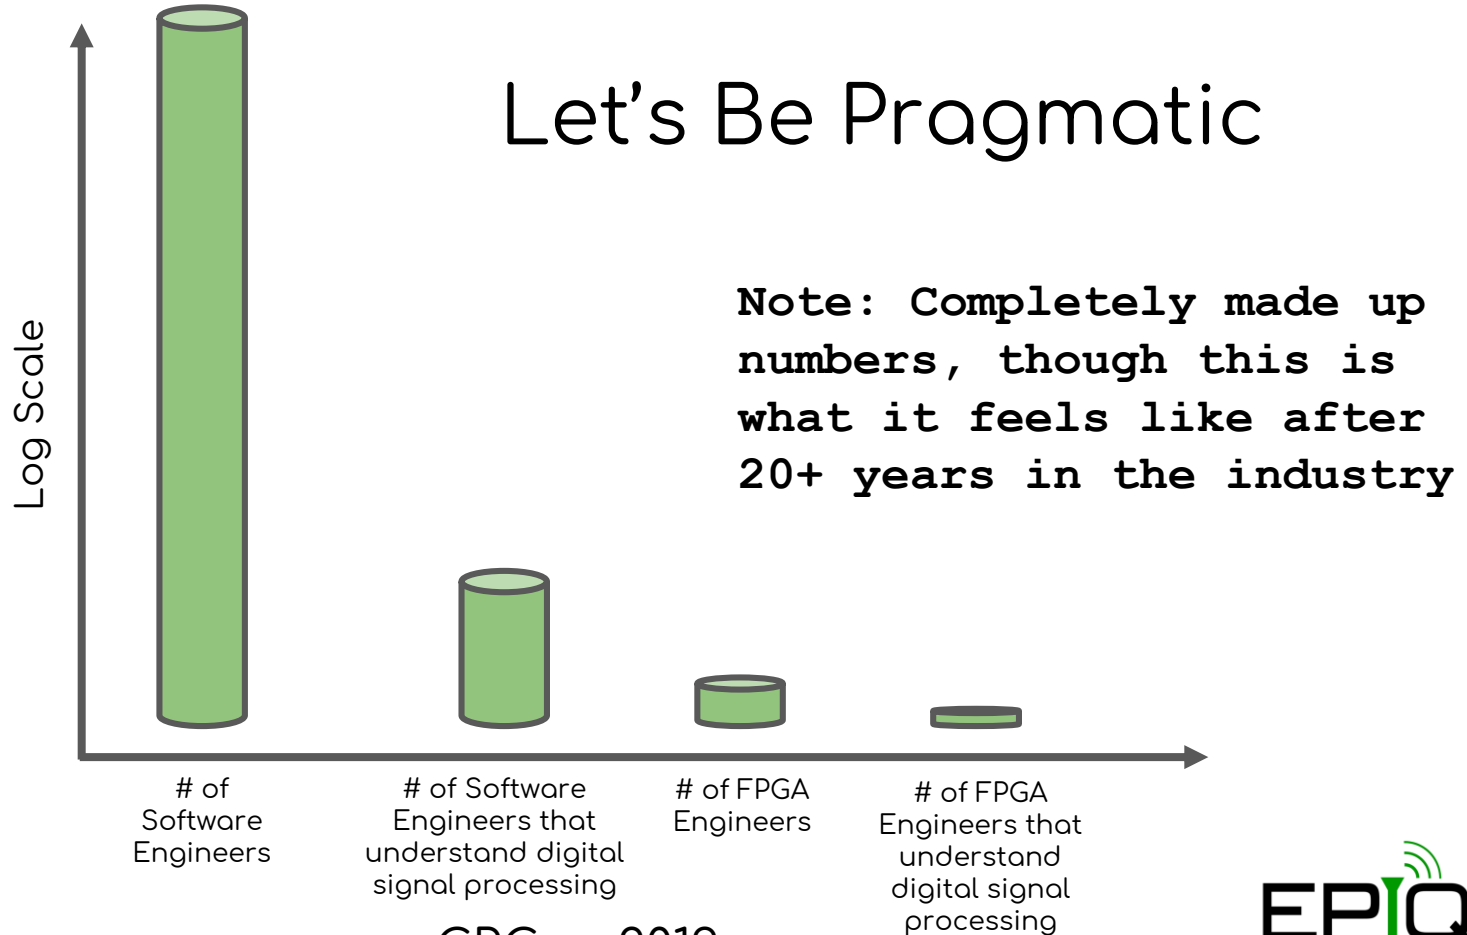 Let's Be Pragmatic
Note: Completely made up
numbers, though this is
what it feels like after
20+ years in the industry
Log Scale
# of
Software
Engineers
# of Software
Engineers that
understand digital
signal processing
# of FPGA
Engineers
# of FPGA
Engineers that
understand
digital signal
processing
2019
EPIQ